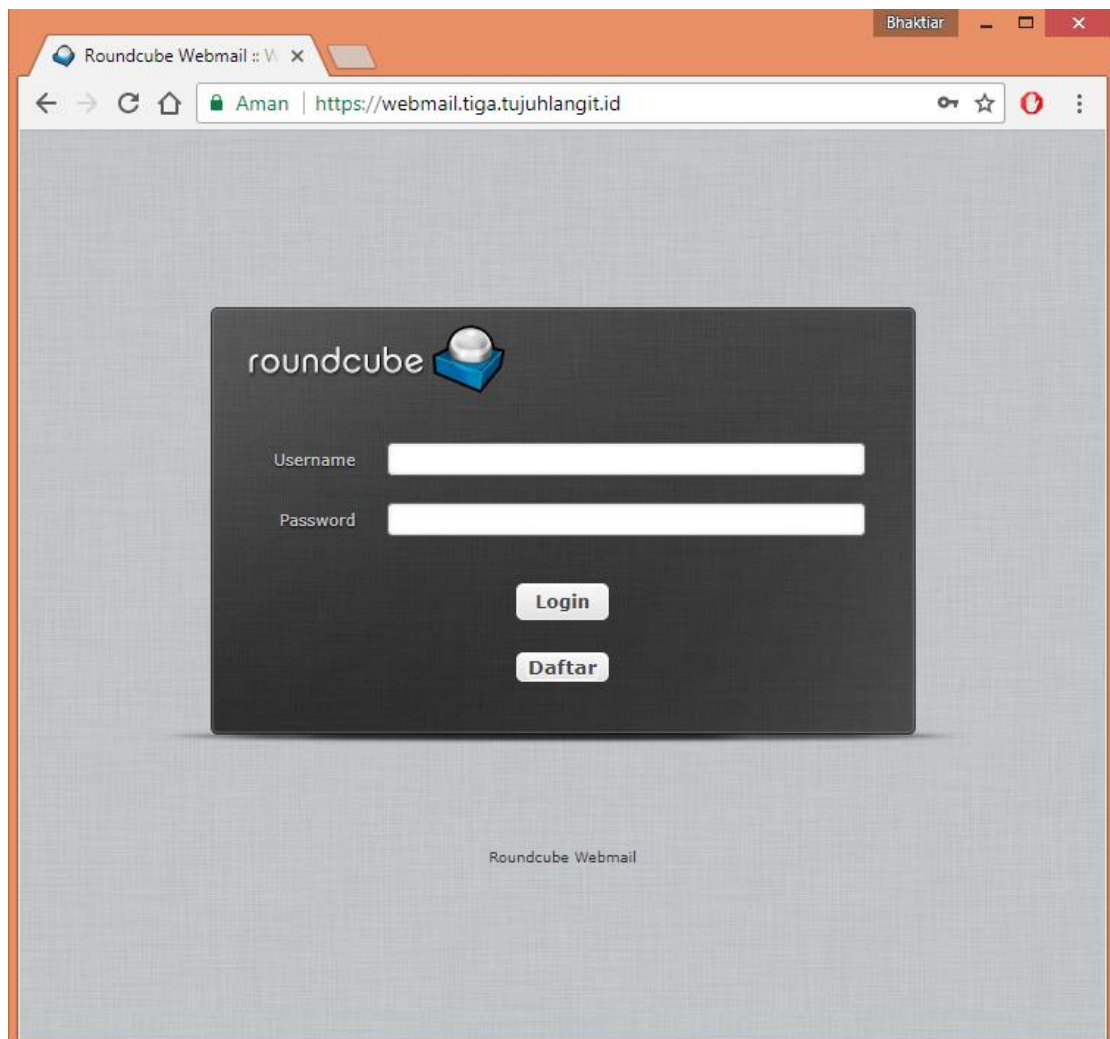 Bhaktiar
Roundcube Webmail :: W
Aman | https://webmail.tiga.tujuhlangit.id
roundcube
Username
Password
Login
Daftar
Roundcube Webmail